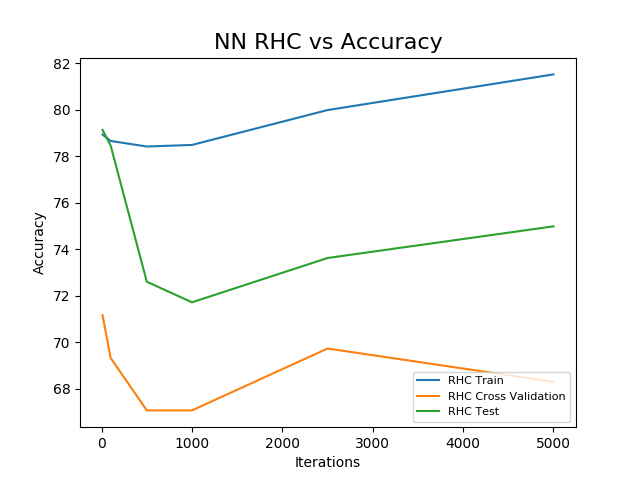 NN RHC vs Accuracy
82
80
78
76
74
72
70
68
Accuracy
0
1000
2000
3000
4000
5000
Iterations
RHC Train
RHC Cross Validation
RHC Test